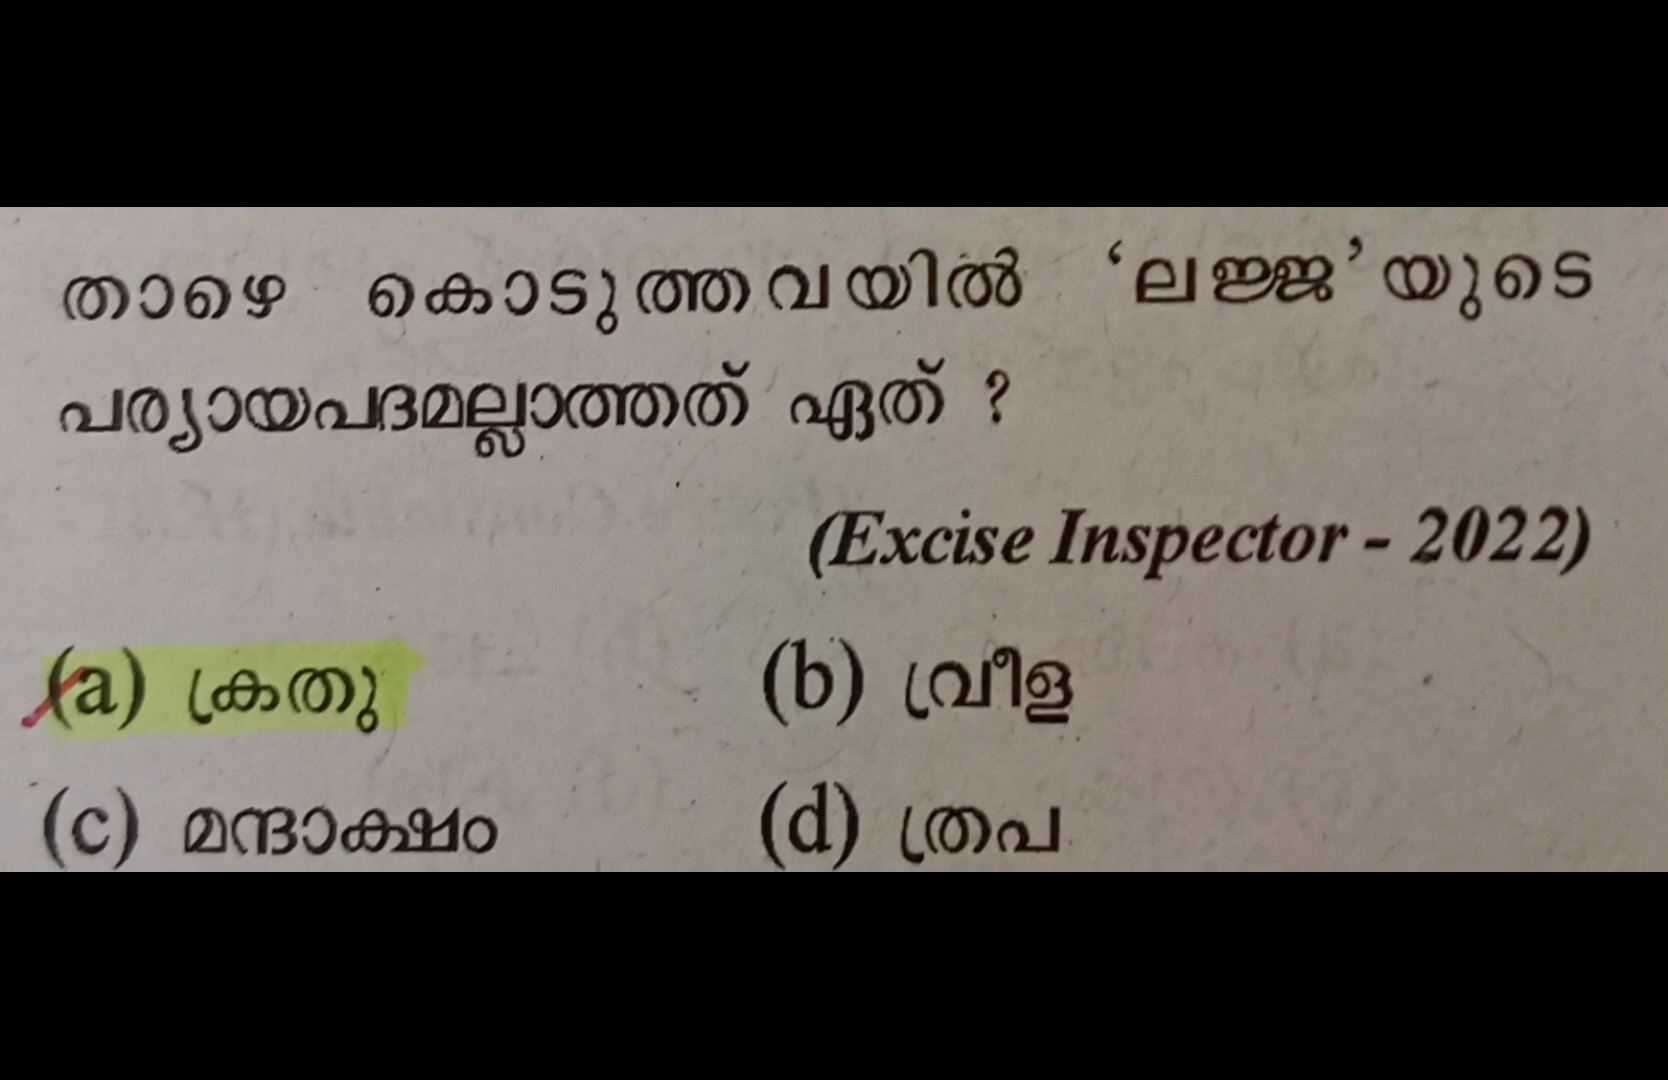 താഴെ കൊടുത്തവയിൽ ‘ലജ്ജ’യുടെ
പര്യായപദമല്ലാത്തത് ഏത് ?
(Excise Inspector - 2022)
(a) ക്രതു (b) വ്രീള
(c) മന്ദാക്ഷം (d) ത്രപ